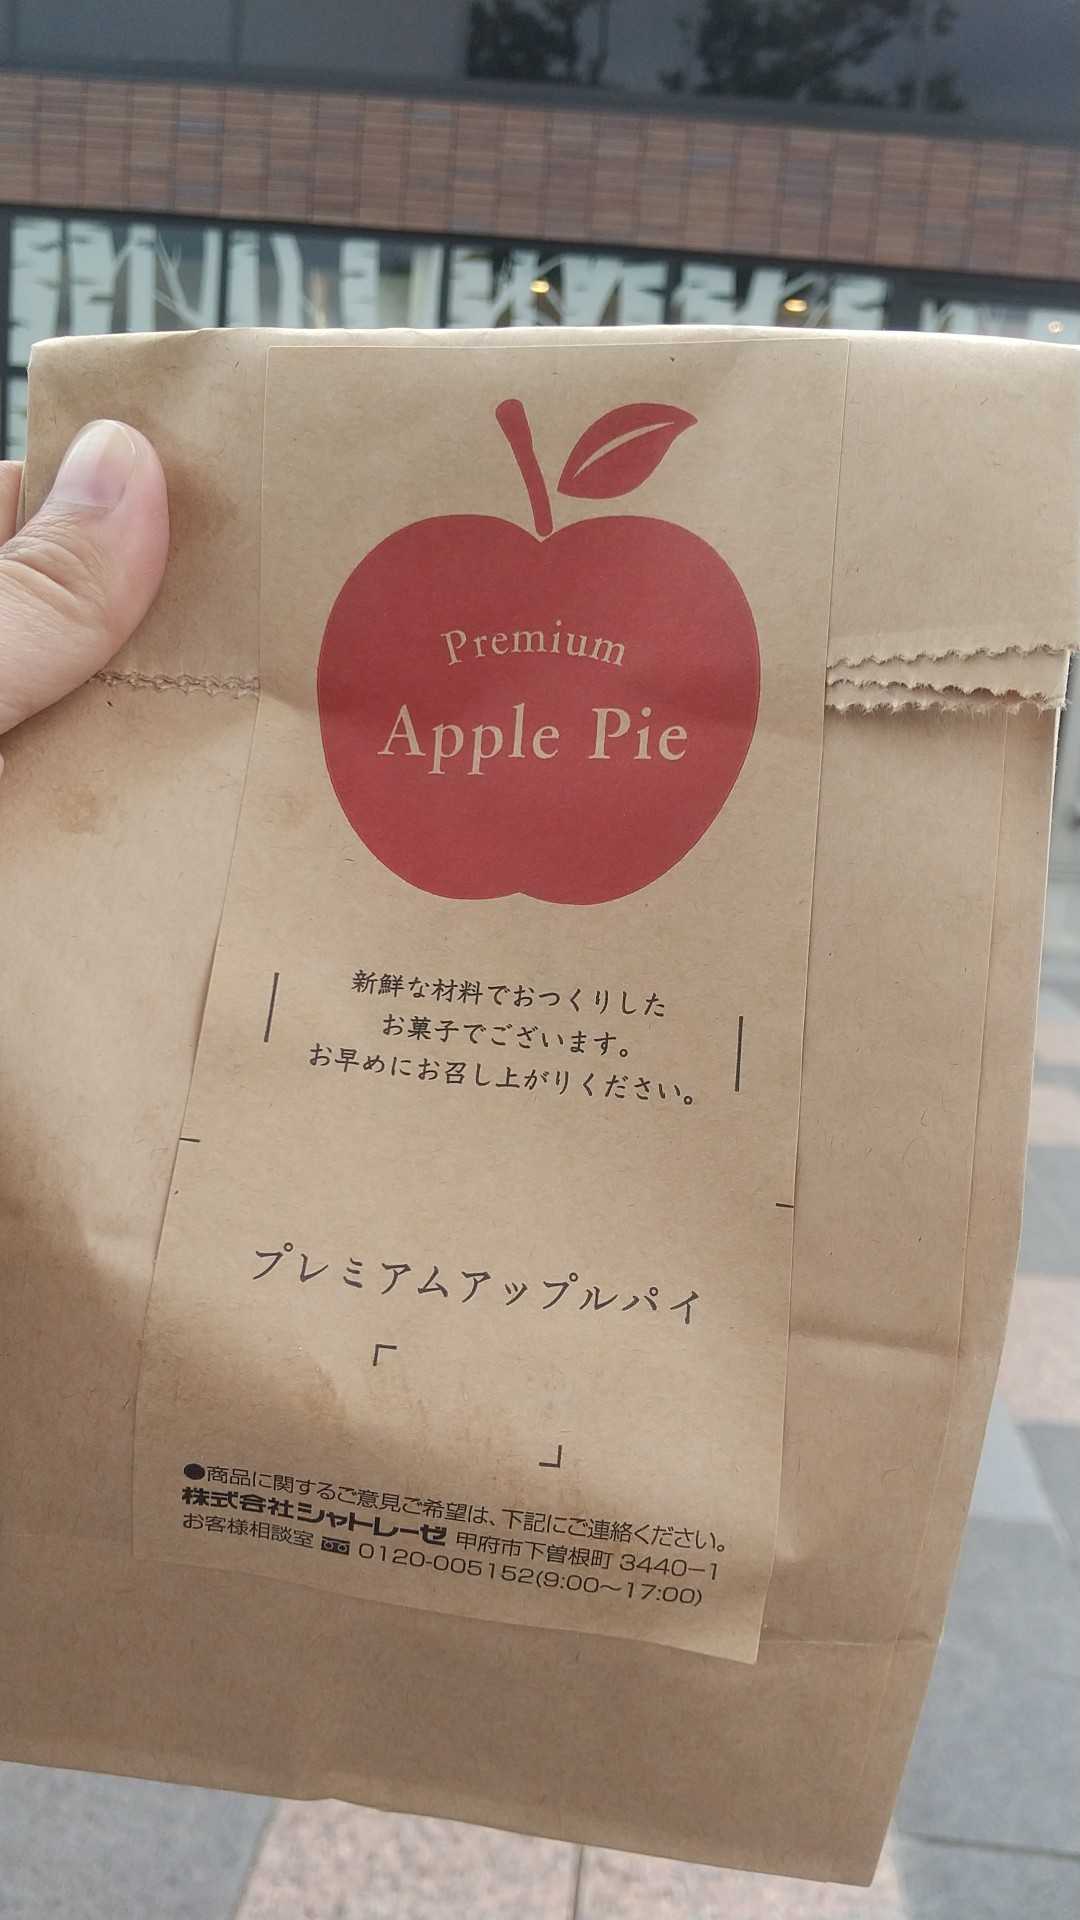 Premium
Apple Pie
新鮮な材料でおつくりした
お菓子でございます。
お早めにお召し上がりください。
プレミアムアップルパイ
●商品に関するご意見ご希望は、下記にご連絡ください。
株式会社シャトレーゼ 甲府市下曽根町 3440-1
お客様相談室 0120-005152(9:00〜17:00)